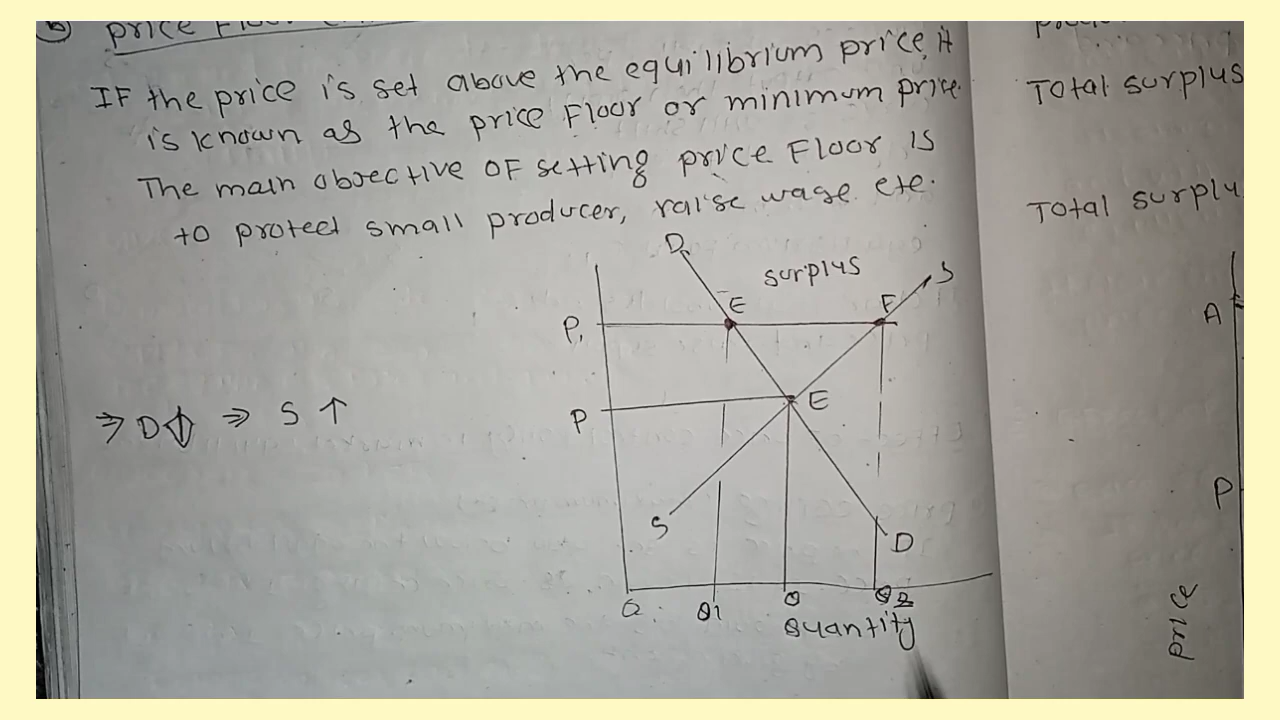 b price Floor
IF the price is set above the equilibrium price, it
is known as the price Floor or minimum price.
The main obJective OF setting price Floor is
to protect small producer, raise wage etc.
D
surplus
S
E
F
P1
P
E
⇒ D↓ ⇒ S ↑
S
D
Q
Q1
Q
Q2
Quantity
Total surplus
Total surplu
A
P
price